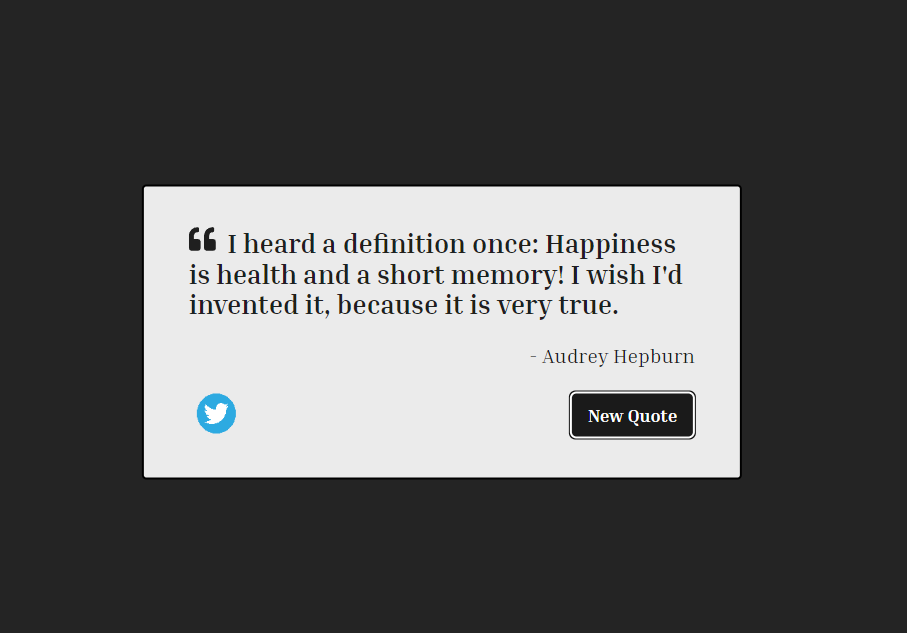 ❝ I heard a definition once: Happiness
is health and a short memory! I wish I'd
invented it, because it is very true.
- Audrey Hepburn
New Quote